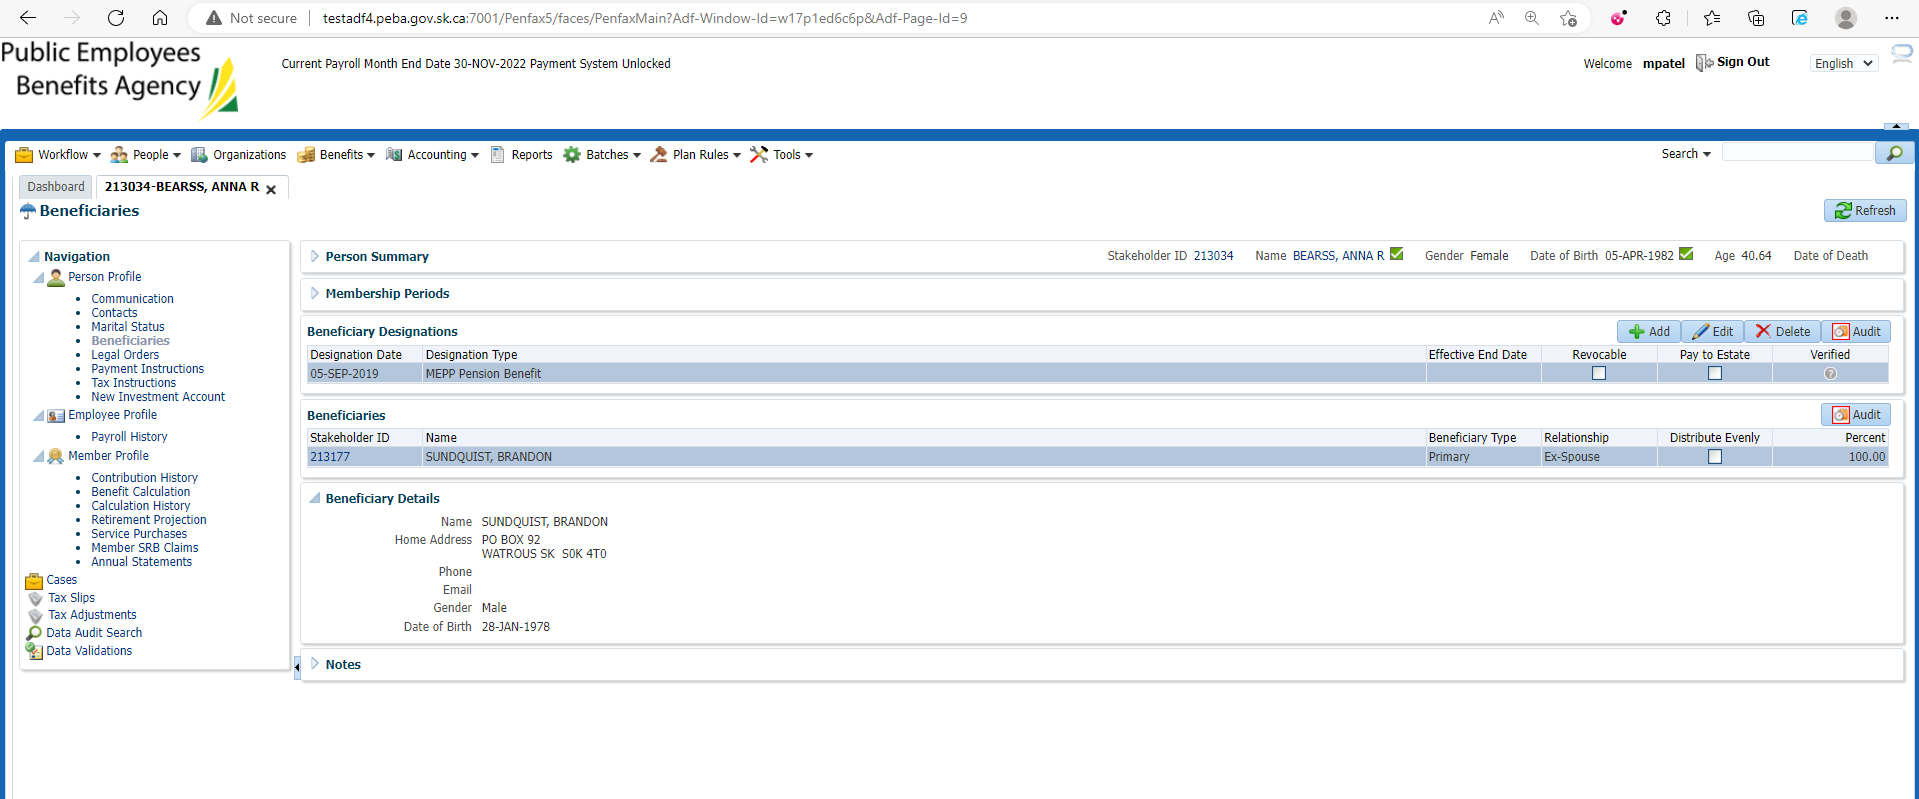 Not secure testadf4.peba.gov.sk.ca:7001/Penfax5/faces/PenfaxMain?Adf-Window-Id=w17p1ed6c6p&Adf-Page-Id=9
Public Employees
Benefits Agency
Current Payroll Month End Date 30-NOV-2022 Payment System Unlocked
Welcome mpatel Sign Out English
Workflow People Organizations Benefits Accounting Reports Batches Plan Rules Tools Search
Dashboard 213034-BEARSS, ANNA R
Beneficiaries
Refresh
Navigation
Person Profile
Communication
Contacts
Marital Status
Beneficiaries
Legal Orders
Payment Instructions
Tax Instructions
New Investment Account
Employee Profile
Payroll History
Member Profile
Contribution History
Benefit Calculation
Calculation History
Retirement Projection
Service Purchases
Member SRB Claims
Annual Statements
Cases
Tax Slips
Tax Adjustments
Data Audit Search
Data Validations
Person Summary Stakeholder ID 213034 Name BEARSS, ANNA R Gender Female Date of Birth 05-APR-1982 Age 40.64 Date of Death
Membership Periods
Beneficiary Designations Add Edit Delete Audit
Designation Date Designation Type Effective End Date Revocable Pay to Estate Verified
05-SEP-2019 MEPP Pension Benefit
Beneficiaries Audit
Stakeholder ID Name Beneficiary Type Relationship Distribute Evenly Percent
213177 SUNDQUIST, BRANDON Primary Ex-Spouse 100.00
Beneficiary Details
Name SUNDQUIST, BRANDON
Home Address PO BOX 92
WATROUS SK S0K 4T0
Phone
Email
Gender Male
Date of Birth 28-JAN-1978
Notes